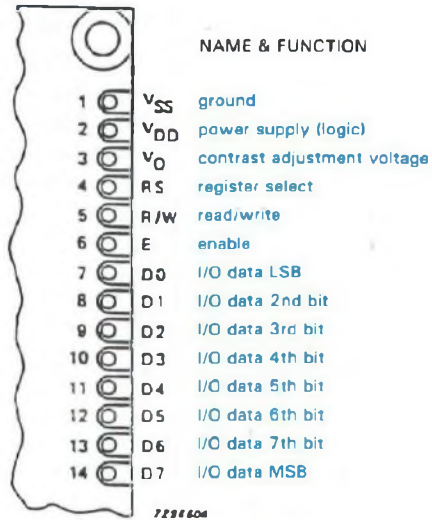 NAME & FUNCTION
1 VSS ground
2 VDD power supply (logic)
3 VO contrast adjustment voltage
4 RS register select
5 R/W read/write
6 E enable
7 D0 I/O data LSB
8 D1 I/O data 2nd bit
9 D2 I/O data 3rd bit
10 D3 I/O data 4th bit
11 D4 I/O data 5th bit
12 D5 I/O data 6th bit
13 D6 I/O data 7th bit
14 D7 I/O data MSB
7296604